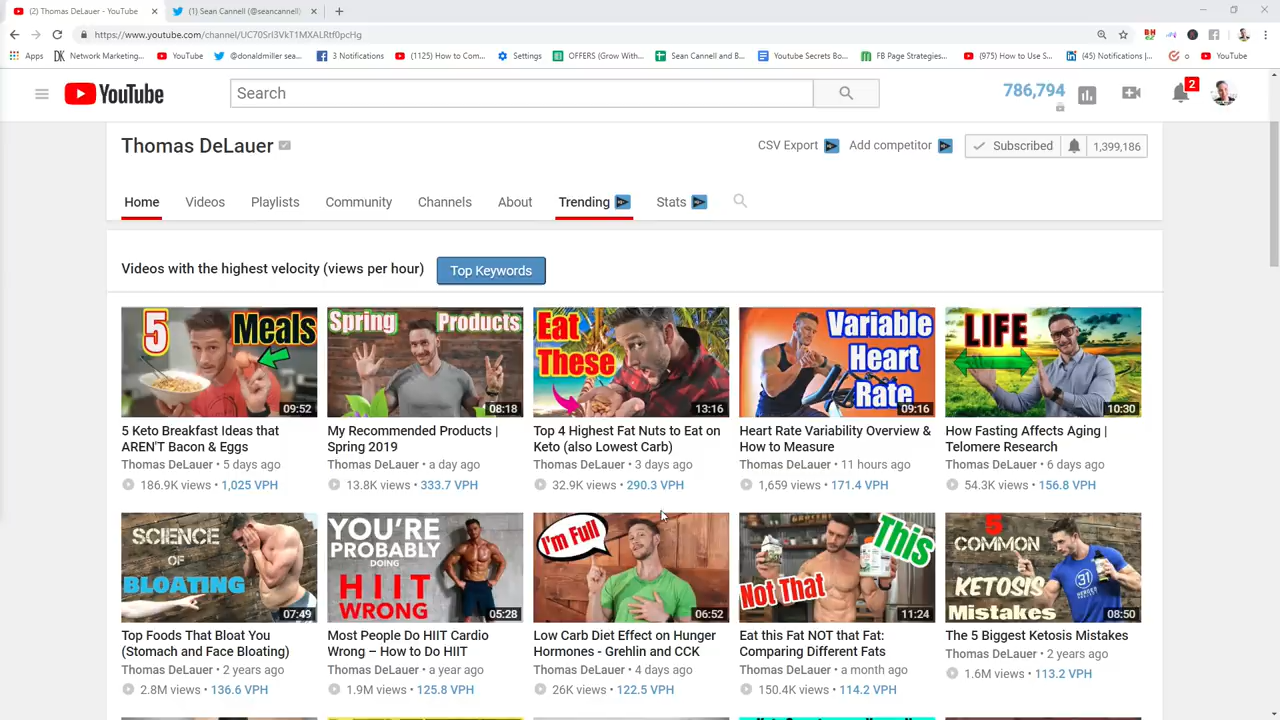 (2) Thomas DeLauer - YouTube
(1) Sean Cannell (@seancannell)
https://www.youtube.com/channel/UC70SrI3VkT1MXALRtf0pcHg
Apps
Network Marketing...
YouTube
@donaldmiller sear...
3 Notifications
(1125) How to Com...
Settings
OFFERS (Grow With...
Sean Cannell and B...
Youtube Secrets Bo...
FB Page Strategies...
(975) How to Use S...
(45) Notifications |...
YouTube
YouTube
Search
786,794
2
Thomas DeLauer
CSV Export
Add competitor
Subscribed
1,399,186
Home
Videos
Playlists
Community
Channels
About
Trending
Stats
Videos with the highest velocity (views per hour)
Top Keywords
5 Meals
09:52
Spring Products
08:18
Eat
These
13:16
Variable
Heart
Rate
09:16
LIFE
10:30
5 Keto Breakfast Ideas that
AREN'T Bacon & Eggs
Thomas DeLauer • 5 days ago
186.9K views • 1,025 VPH
My Recommended Products |
Spring 2019
Thomas DeLauer • a day ago
13.8K views • 333.7 VPH
Top 4 Highest Fat Nuts to Eat on
Keto (also Lowest Carb)
Thomas DeLauer • 3 days ago
32.9K views • 290.3 VPH
Heart Rate Variability Overview &
How to Measure
Thomas DeLauer • 11 hours ago
1,659 views • 171.4 VPH
How Fasting Affects Aging |
Telomere Research
Thomas DeLauer • 6 days ago
54.3K views • 156.8 VPH
SCIENCE
OF
BLOATING
07:49
YOU'RE
PROBABLY
DOING
HIIT
WRONG
05:28
I'm Full
06:52
This
Not That
11:24
5
COMMON
KETOSIS
Mistakes
31
08:50
Top Foods That Bloat You
(Stomach and Face Bloating)
Thomas DeLauer • 2 years ago
2.8M views • 136.6 VPH
Most People Do HIIT Cardio
Wrong – How to Do HIIT
Thomas DeLauer • a year ago
1.9M views • 125.8 VPH
Low Carb Diet Effect on Hunger
Hormones - Grehlin and CCK
Thomas DeLauer • 4 days ago
26K views • 122.5 VPH
Eat this Fat NOT that Fat:
Comparing Different Fats
Thomas DeLauer • a month ago
150.4K views • 114.2 VPH
The 5 Biggest Ketosis Mistakes
Thomas DeLauer • 2 years ago
1.6M views • 113.2 VPH